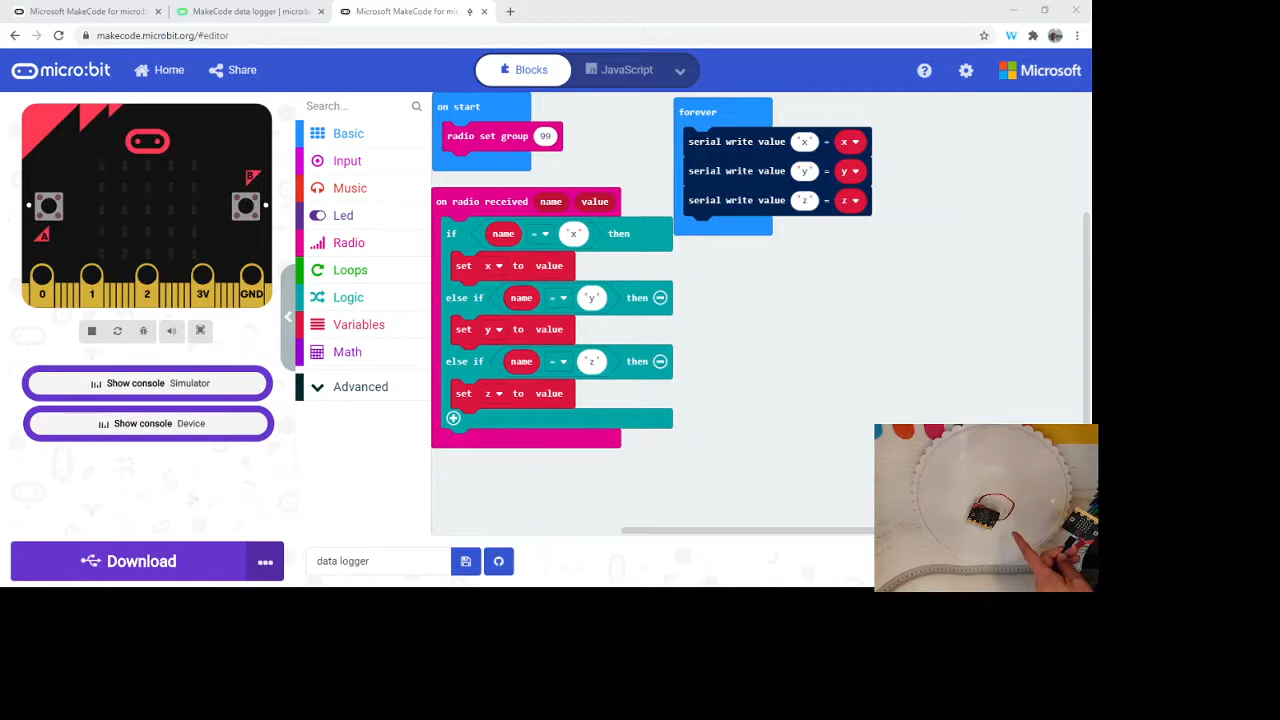 Microsoft MakeCode for micro:bit
MakeCode data logger | micro:bit
Microsoft MakeCode for mic
makecode.microbit.org/#editor
micro:bit
Home
Share
Blocks
JavaScript
Microsoft
Search...
Basic
Input
Music
Led
Radio
Loops
Logic
Variables
Math
Advanced
B
A
0
1
2
3V
GND
Show console Simulator
Show console Device
Download
data logger
on start
radio set group 99
on radio received name value
if name = "x" then
set x to value
else if name = "y" then
set y to value
else if name = "z" then
set z to value
forever
serial write value "x" = x
serial write value "y" = y
serial write value "z" = z